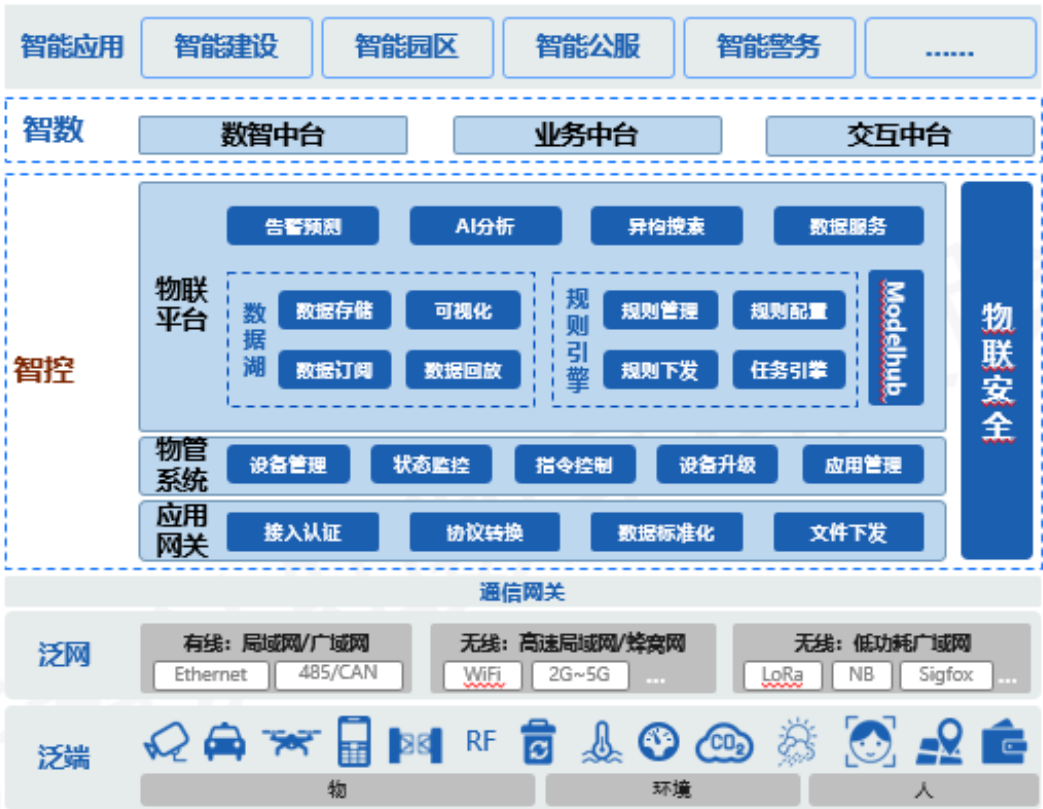 智能应用 智能建设 智能园区 智能公服 智能警务 ……
智数 数智中台 业务中台 交互中台
智控
物联
平台
告警预测 AI分析 异构搜素 数据服务
数据湖
数据存储 可视化
数据订阅 数据回放
规则引擎
规则管理 规则配置
规则下发 任务引擎
Modelhub
物联安全
物管
系统
设备管理 状态监控 指令控制 设备升级 应用管理
应用
网关
接入认证 协议转换 数据标准化 文件下发
通信网关
泛网
有线：局域网/广域网
Ethernet 485/CAN
无线：高速局域网/蜂窝网
WiFi 2G~5G ...
无线：低功耗广域网
LoRa NB Sigfox ...
泛端
RF CO2
物 环境 人